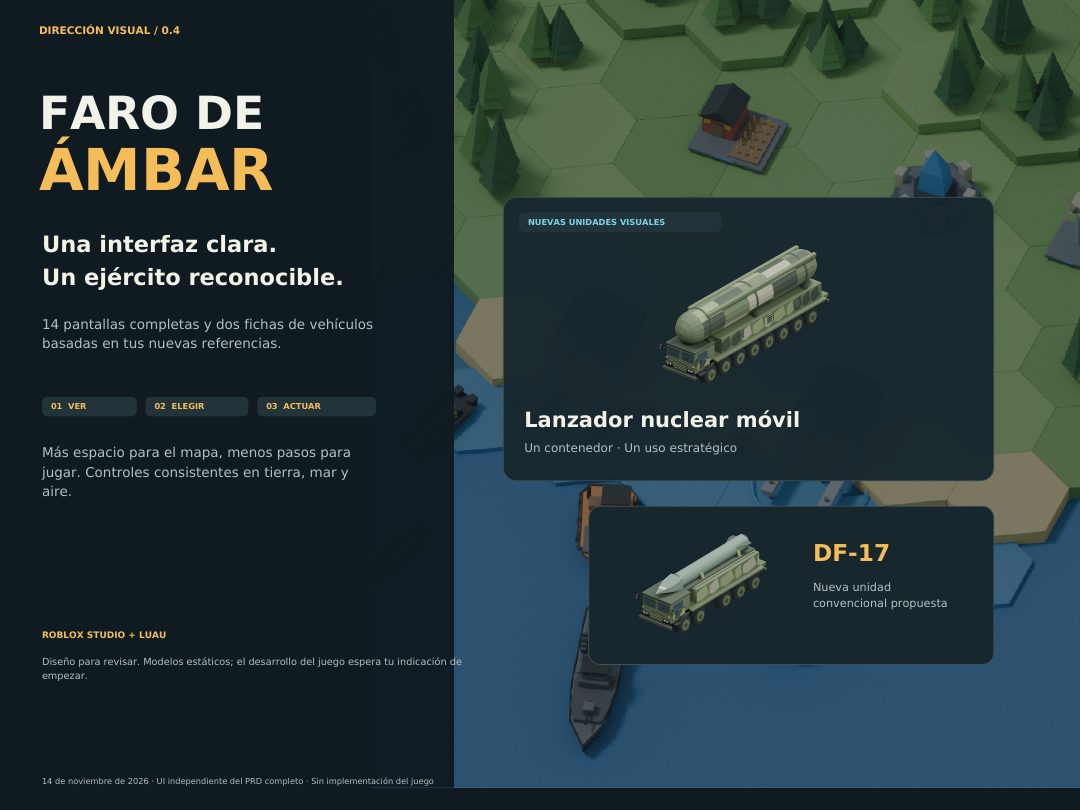 DIRECCIÓN VISUAL / 0.4
FARO DE
ÁMBAR
Una interfaz clara.
Un ejército reconocible.
14 pantallas completas y dos fichas de vehículos
basadas en tus nuevas referencias.
01 VER
02 ELEGIR
03 ACTUAR
Más espacio para el mapa, menos pasos para
jugar. Controles consistentes en tierra, mar y
aire.
ROBLOX STUDIO + LUAU
Diseño para revisar. Modelos estáticos; el desarrollo del juego espera tu indicación de
empezar.
14 de noviembre de 2026 · UI independiente del PRD completo · Sin implementación del juego
NUEVAS UNIDADES VISUALES
Lanzador nuclear móvil
Un contenedor · Un uso estratégico
DF-17
Nueva unidad
convencional propuesta